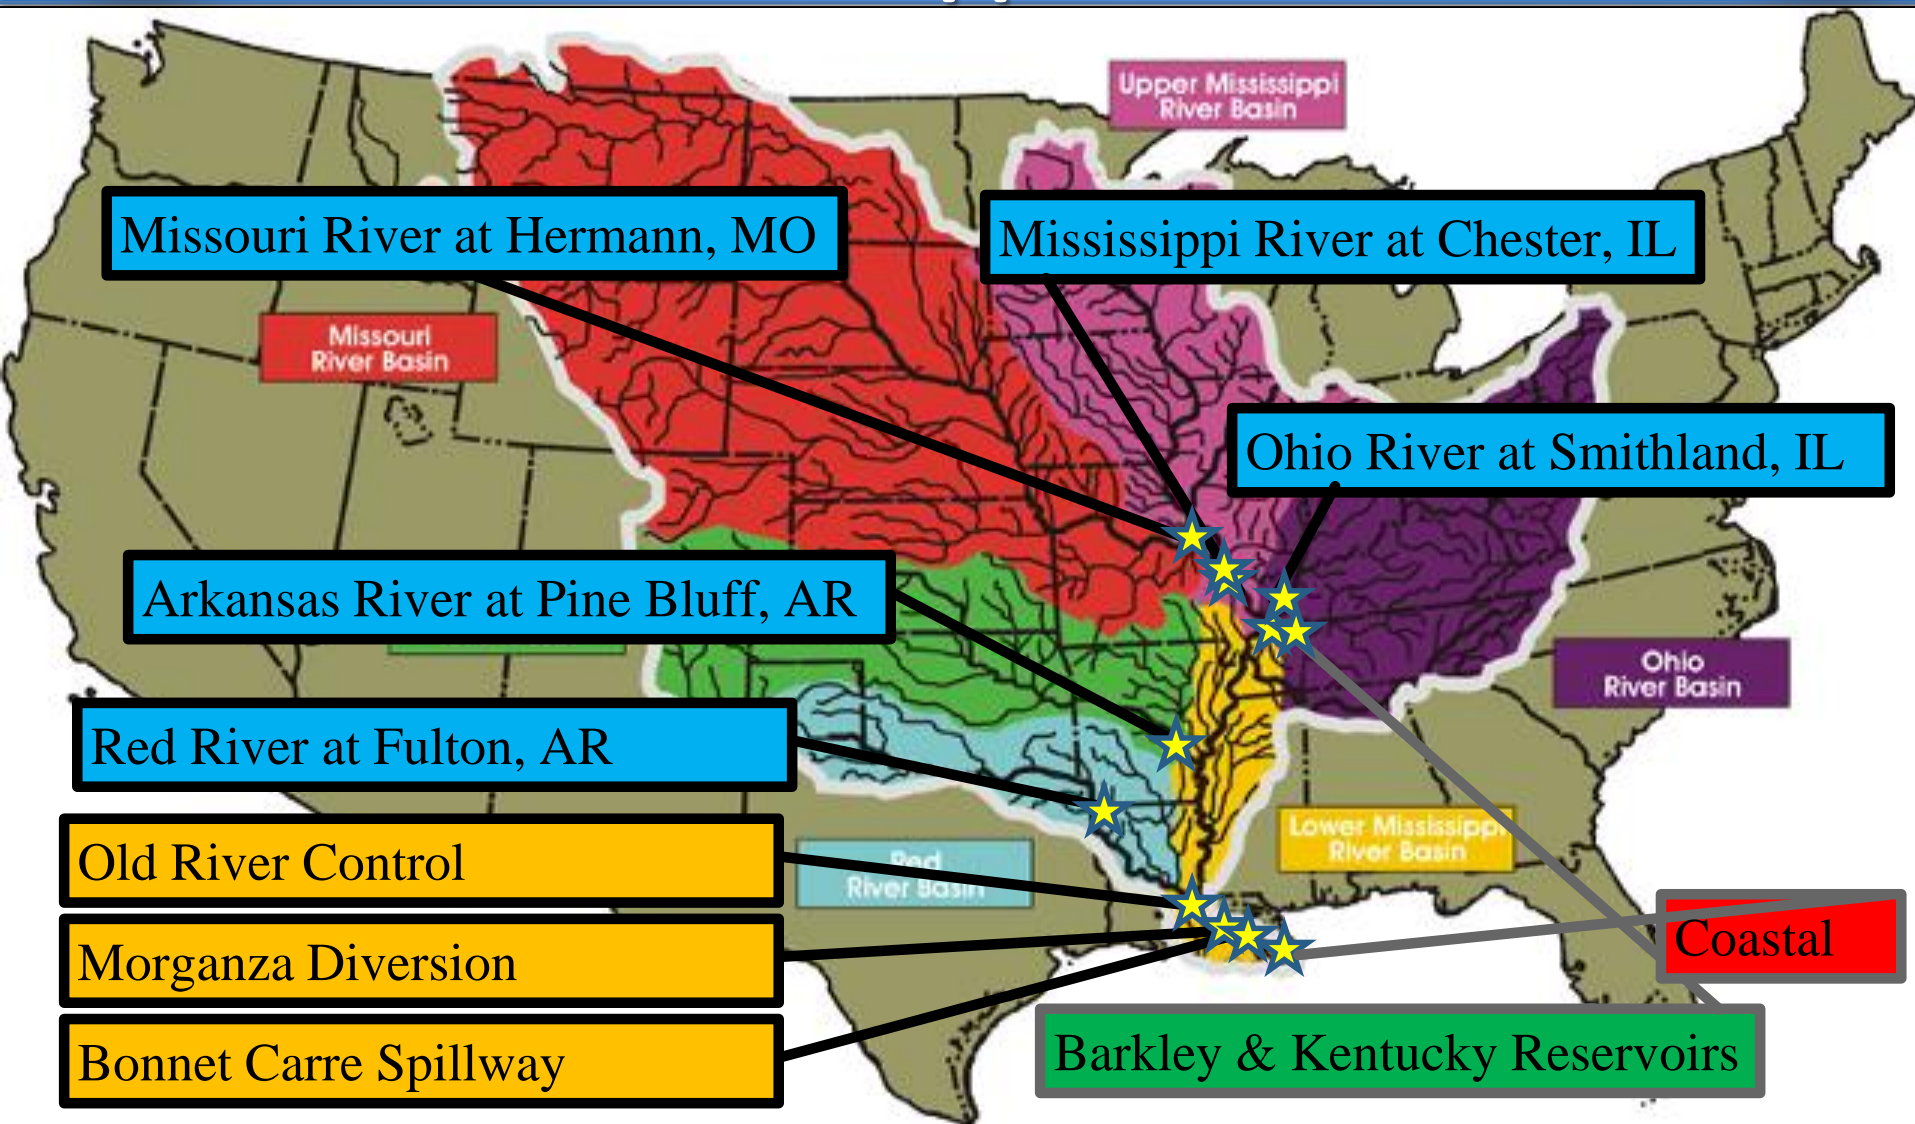 Upper Mississippi
River Basin
Missouri River at Hermann, MO
Mississippi River at Chester, IL
Missouri
River Basin
Ohio River at Smithland, IL
Arkansas River at Pine Bluff, AR
Ohio
River Basin
Red River at Fulton, AR
Lower Mississippi
River Basin
Old River Control
Red
River Basin
Coastal
Morganza Diversion
Bonnet Carre Spillway
Barkley & Kentucky Reservoirs